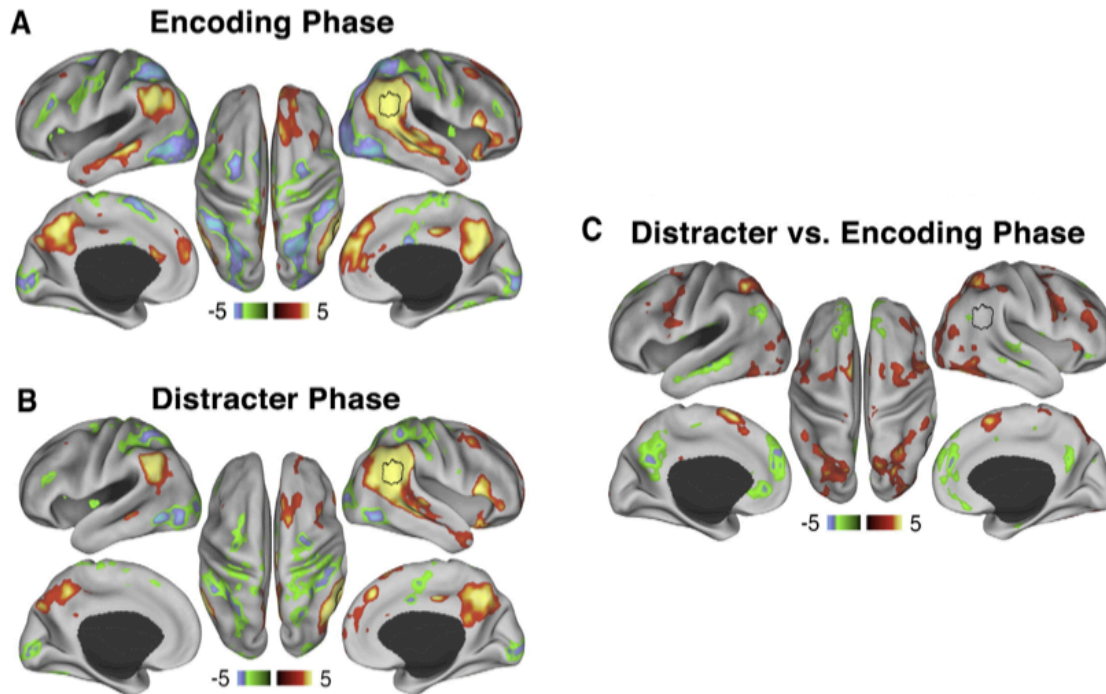 A Encoding Phase
-5 5
B Distracter Phase
-5 5
C Distracter vs. Encoding Phase
-5 5